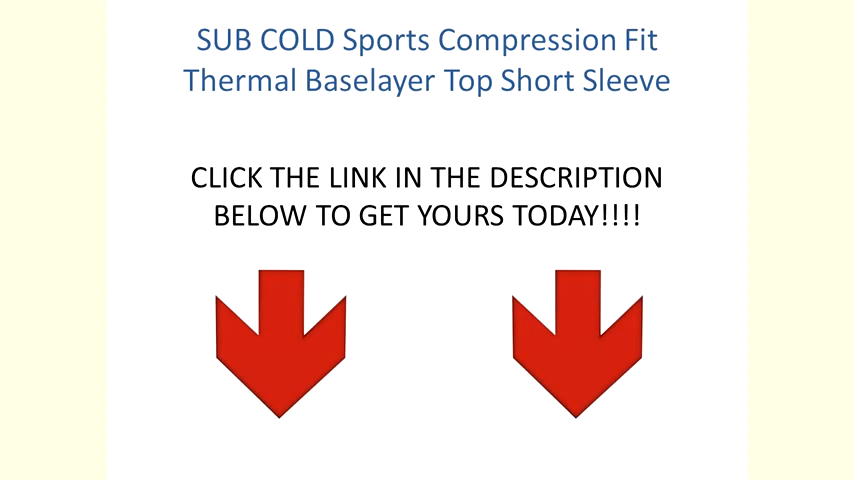 SUB COLD Sports Compression Fit
Thermal Baselayer Top Short Sleeve
CLICK THE LINK IN THE DESCRIPTION
BELOW TO GET YOURS TODAY!!!!